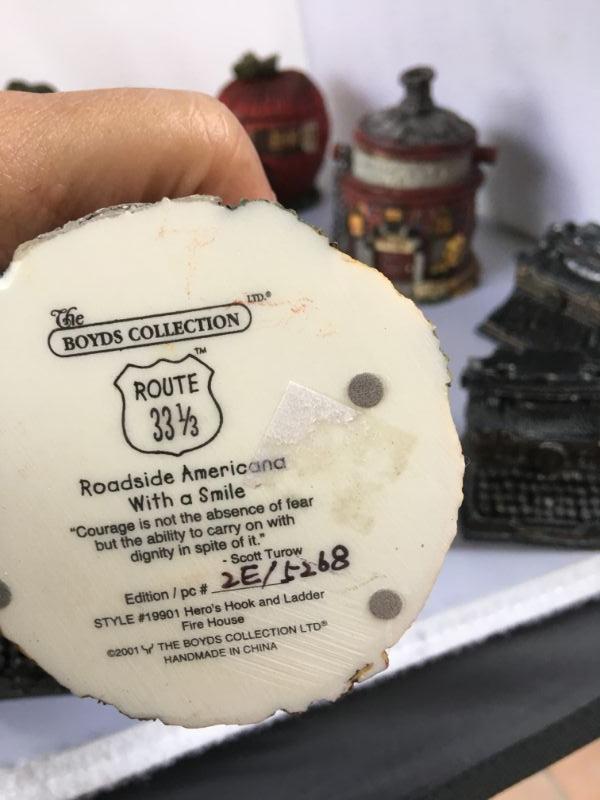 The LTD.®
BOYDS COLLECTION
ROUTE ™
33 1/3
Roadside Americana
With a Smile
"Courage is not the absence of fear
but the ability to carry on with
dignity in spite of it."
- Scott Turow
Edition / pc # 2E/5268
STYLE #19901 Hero's Hook and Ladder
Fire House
©2001 THE BOYDS COLLECTION LTD®
HANDMADE IN CHINA